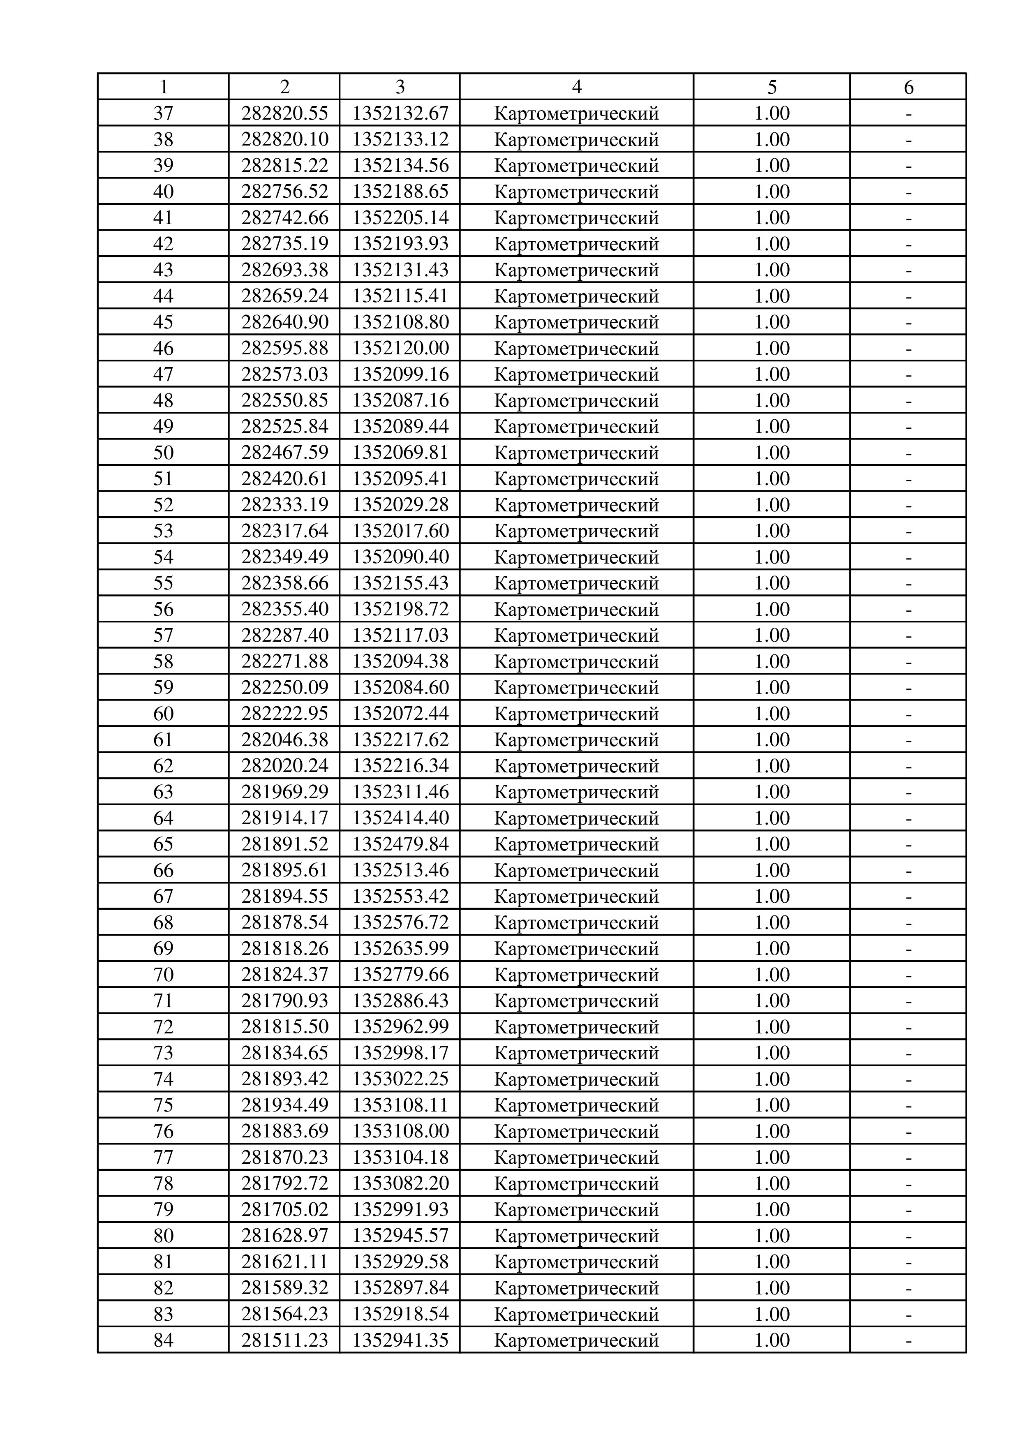 1 2 3 4 5 6
37 282820.55 1352132.67 Картометрический 1.00 -
38 282820.10 1352133.12 Картометрический 1.00 -
39 282815.22 1352134.56 Картометрический 1.00 -
40 282756.52 1352188.65 Картометрический 1.00 -
41 282742.66 1352205.14 Картометрический 1.00 -
42 282735.19 1352193.93 Картометрический 1.00 -
43 282693.38 1352131.43 Картометрический 1.00 -
44 282659.24 1352115.41 Картометрический 1.00 -
45 282640.90 1352108.80 Картометрический 1.00 -
46 282595.88 1352120.00 Картометрический 1.00 -
47 282573.03 1352099.16 Картометрический 1.00 -
48 282550.85 1352087.16 Картометрический 1.00 -
49 282525.84 1352089.44 Картометрический 1.00 -
50 282467.59 1352069.81 Картометрический 1.00 -
51 282420.61 1352095.41 Картометрический 1.00 -
52 282333.19 1352029.28 Картометрический 1.00 -
53 282317.64 1352017.60 Картометрический 1.00 -
54 282349.49 1352090.40 Картометрический 1.00 -
55 282358.66 1352155.43 Картометрический 1.00 -
56 282355.40 1352198.72 Картометрический 1.00 -
57 282287.40 1352117.03 Картометрический 1.00 -
58 282271.88 1352094.38 Картометрический 1.00 -
59 282250.09 1352084.60 Картометрический 1.00 -
60 282222.95 1352072.44 Картометрический 1.00 -
61 282046.38 1352217.62 Картометрический 1.00 -
62 282020.24 1352216.34 Картометрический 1.00 -
63 281969.29 1352311.46 Картометрический 1.00 -
64 281914.17 1352414.40 Картометрический 1.00 -
65 281891.52 1352479.84 Картометрический 1.00 -
66 281895.61 1352513.46 Картометрический 1.00 -
67 281894.55 1352553.42 Картометрический 1.00 -
68 281878.54 1352576.72 Картометрический 1.00 -
69 281818.26 1352635.99 Картометрический 1.00 -
70 281824.37 1352779.66 Картометрический 1.00 -
71 281790.93 1352886.43 Картометрический 1.00 -
72 281815.50 1352962.99 Картометрический 1.00 -
73 281834.65 1352998.17 Картометрический 1.00 -
74 281893.42 1353022.25 Картометрический 1.00 -
75 281934.49 1353108.11 Картометрический 1.00 -
76 281883.69 1353108.00 Картометрический 1.00 -
77 281870.23 1353104.18 Картометрический 1.00 -
78 281792.72 1353082.20 Картометрический 1.00 -
79 281705.02 1352991.93 Картометрический 1.00 -
80 281628.97 1352945.57 Картометрический 1.00 -
81 281621.11 1352929.58 Картометрический 1.00 -
82 281589.32 1352897.84 Картометрический 1.00 -
83 281564.23 1352918.54 Картометрический 1.00 -
84 281511.23 1352941.35 Картометрический 1.00 -